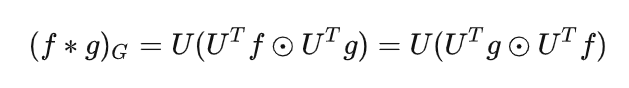 (f * g)_G = U(U^T f ⊙ U^T g) = U(U^T g ⊙ U^T f)